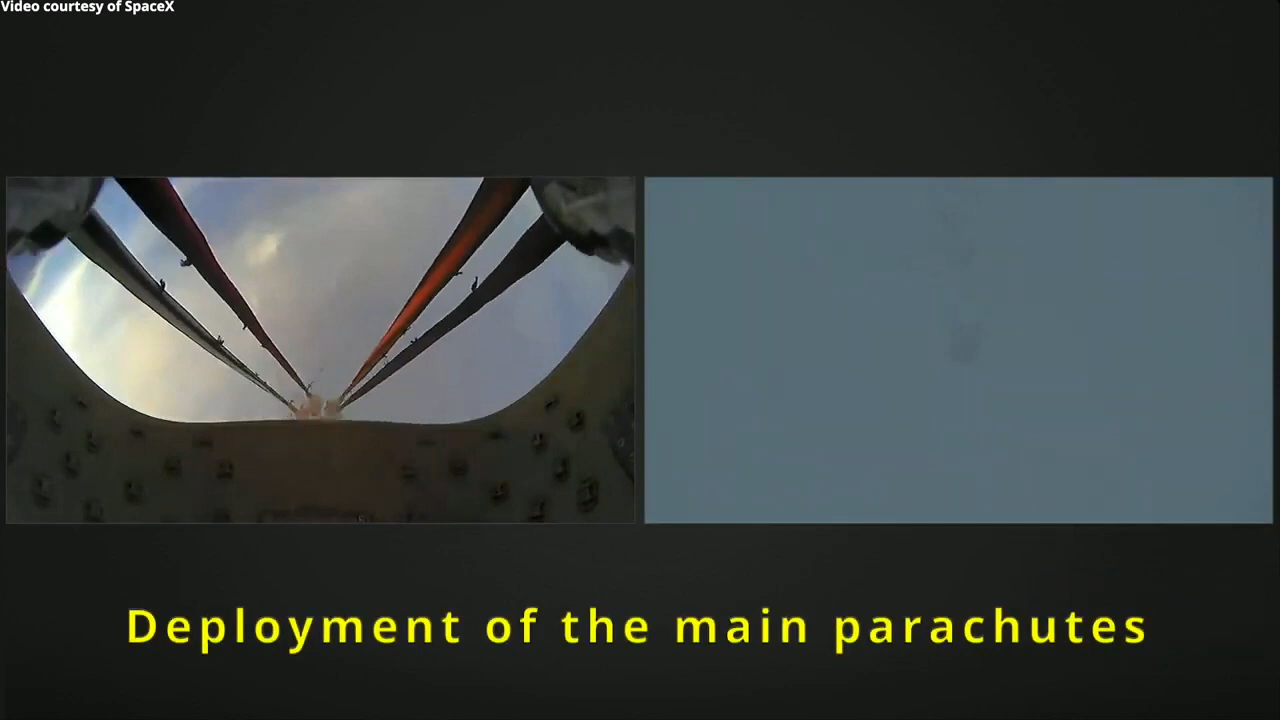 Video courtesy of SpaceX
Deployment of the main parachutes